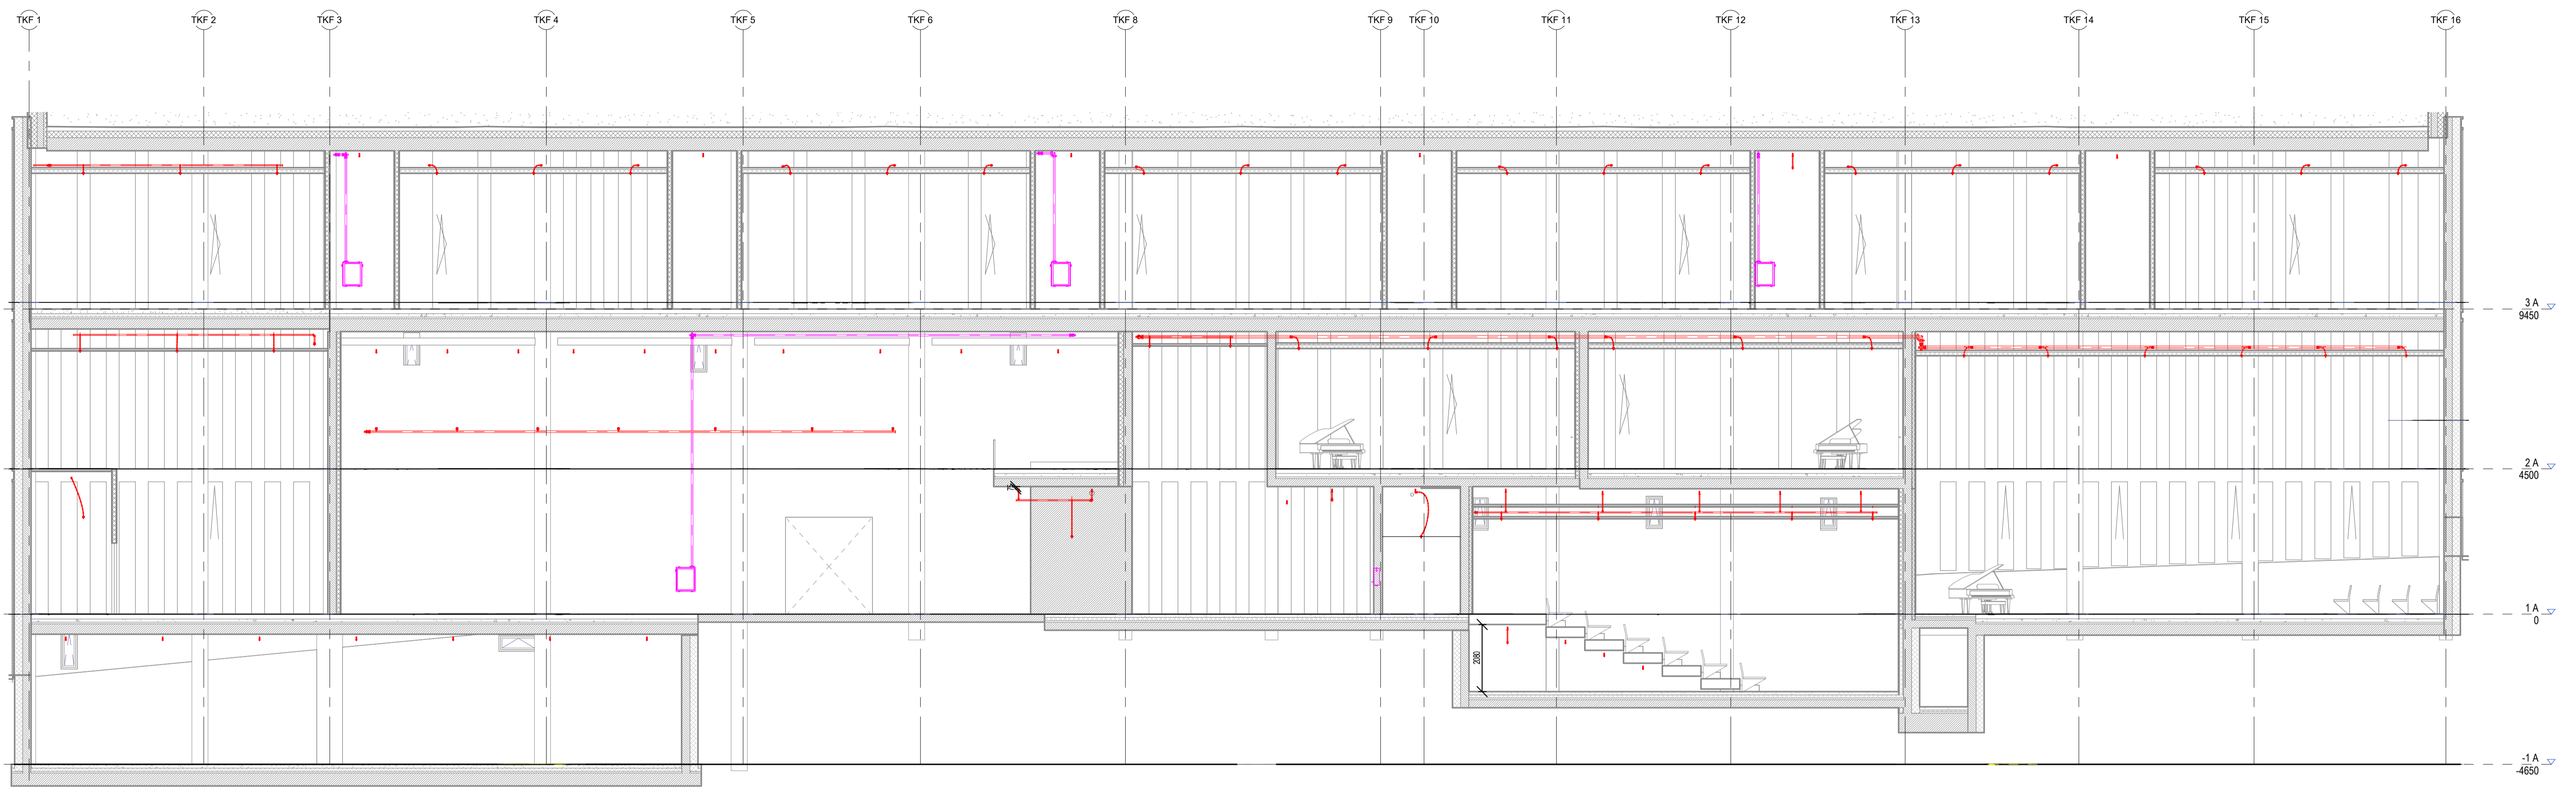 TKF 1
TKF 2
TKF 3
TKF 4
TKF 5
TKF 6
TKF 8
TKF 9
TKF 10
TKF 11
TKF 12
TKF 13
TKF 14
TKF 15
TKF 16
3 A
9450
2 A
4500
1 A
0
2080
-1 A
-4650